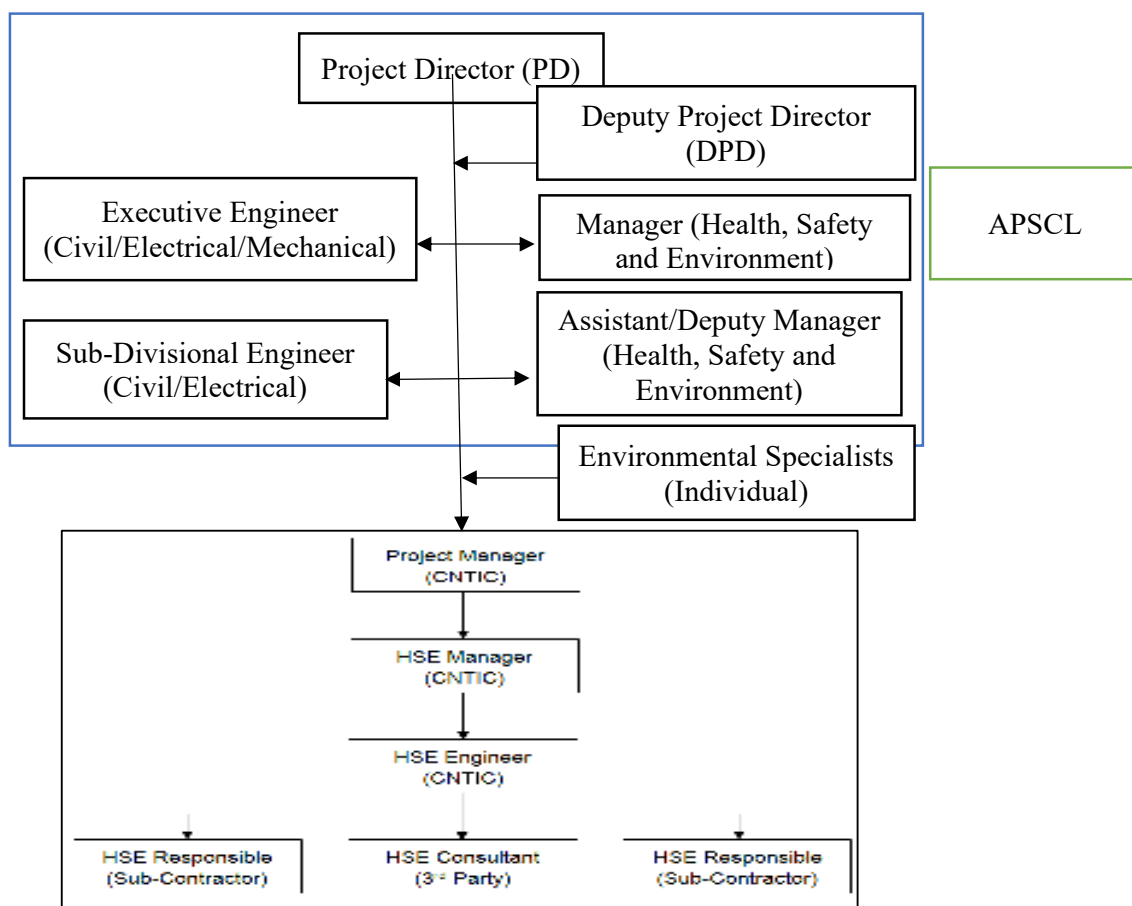 Project Director (PD)
Deputy Project Director
(DPD)
Executive Engineer
(Civil/Electrical/Mechanical)
Manager (Health, Safety
and Environment)
APSCL
Sub-Divisional Engineer
(Civil/Electrical)
Assistant/Deputy Manager
(Health, Safety and
Environment)
Environmental Specialists
(Individual)
Project Manager
(CNTIC)
HSE Manager
(CNTIC)
HSE Engineer
(CNTIC)
HSE Responsible
(Sub-Contractor)
HSE Consultant
(3rd Party)
HSE Responsible
(Sub-Contractor)